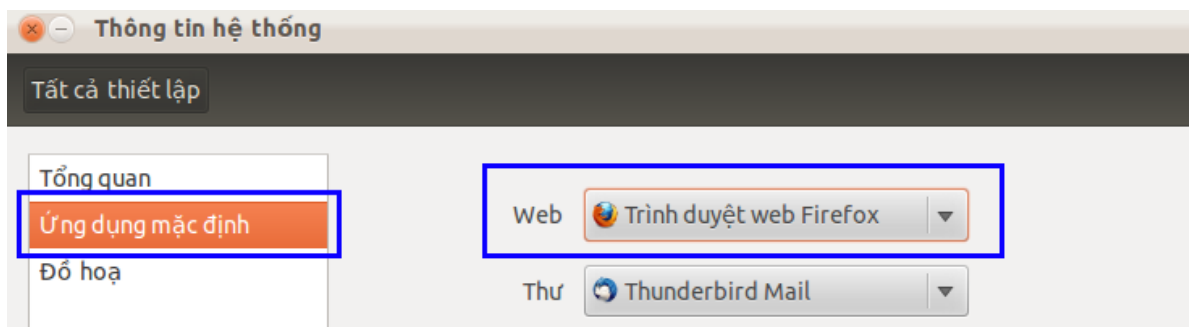 Thông tin hệ thống
Tất cả thiết lập
Tổng quan
Ứng dụng mặc định
Đồ hoạ
Web Trình duyệt web Firefox
Thư Thunderbird Mail